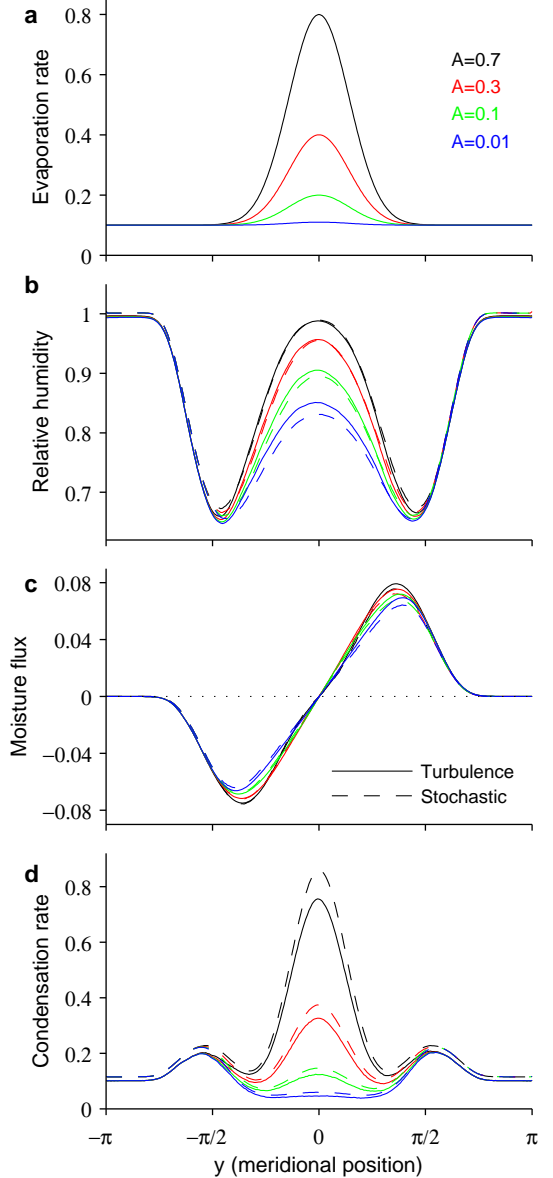 a
Evaporation rate
0.8
0.6
0.4
0.2
0
A=0.7
A=0.3
A=0.1
A=0.01
b
Relative humidity
1
0.9
0.8
0.7
−π
−π/2
0
π/2
π
c
Moisture flux
0.08
0.04
0
−0.04
−0.08
Turbulence
Stochastic
d
Condensation rate
0.8
0.6
0.4
0.2
0
−π
−π/2
0
π/2
π
y (meridional position)